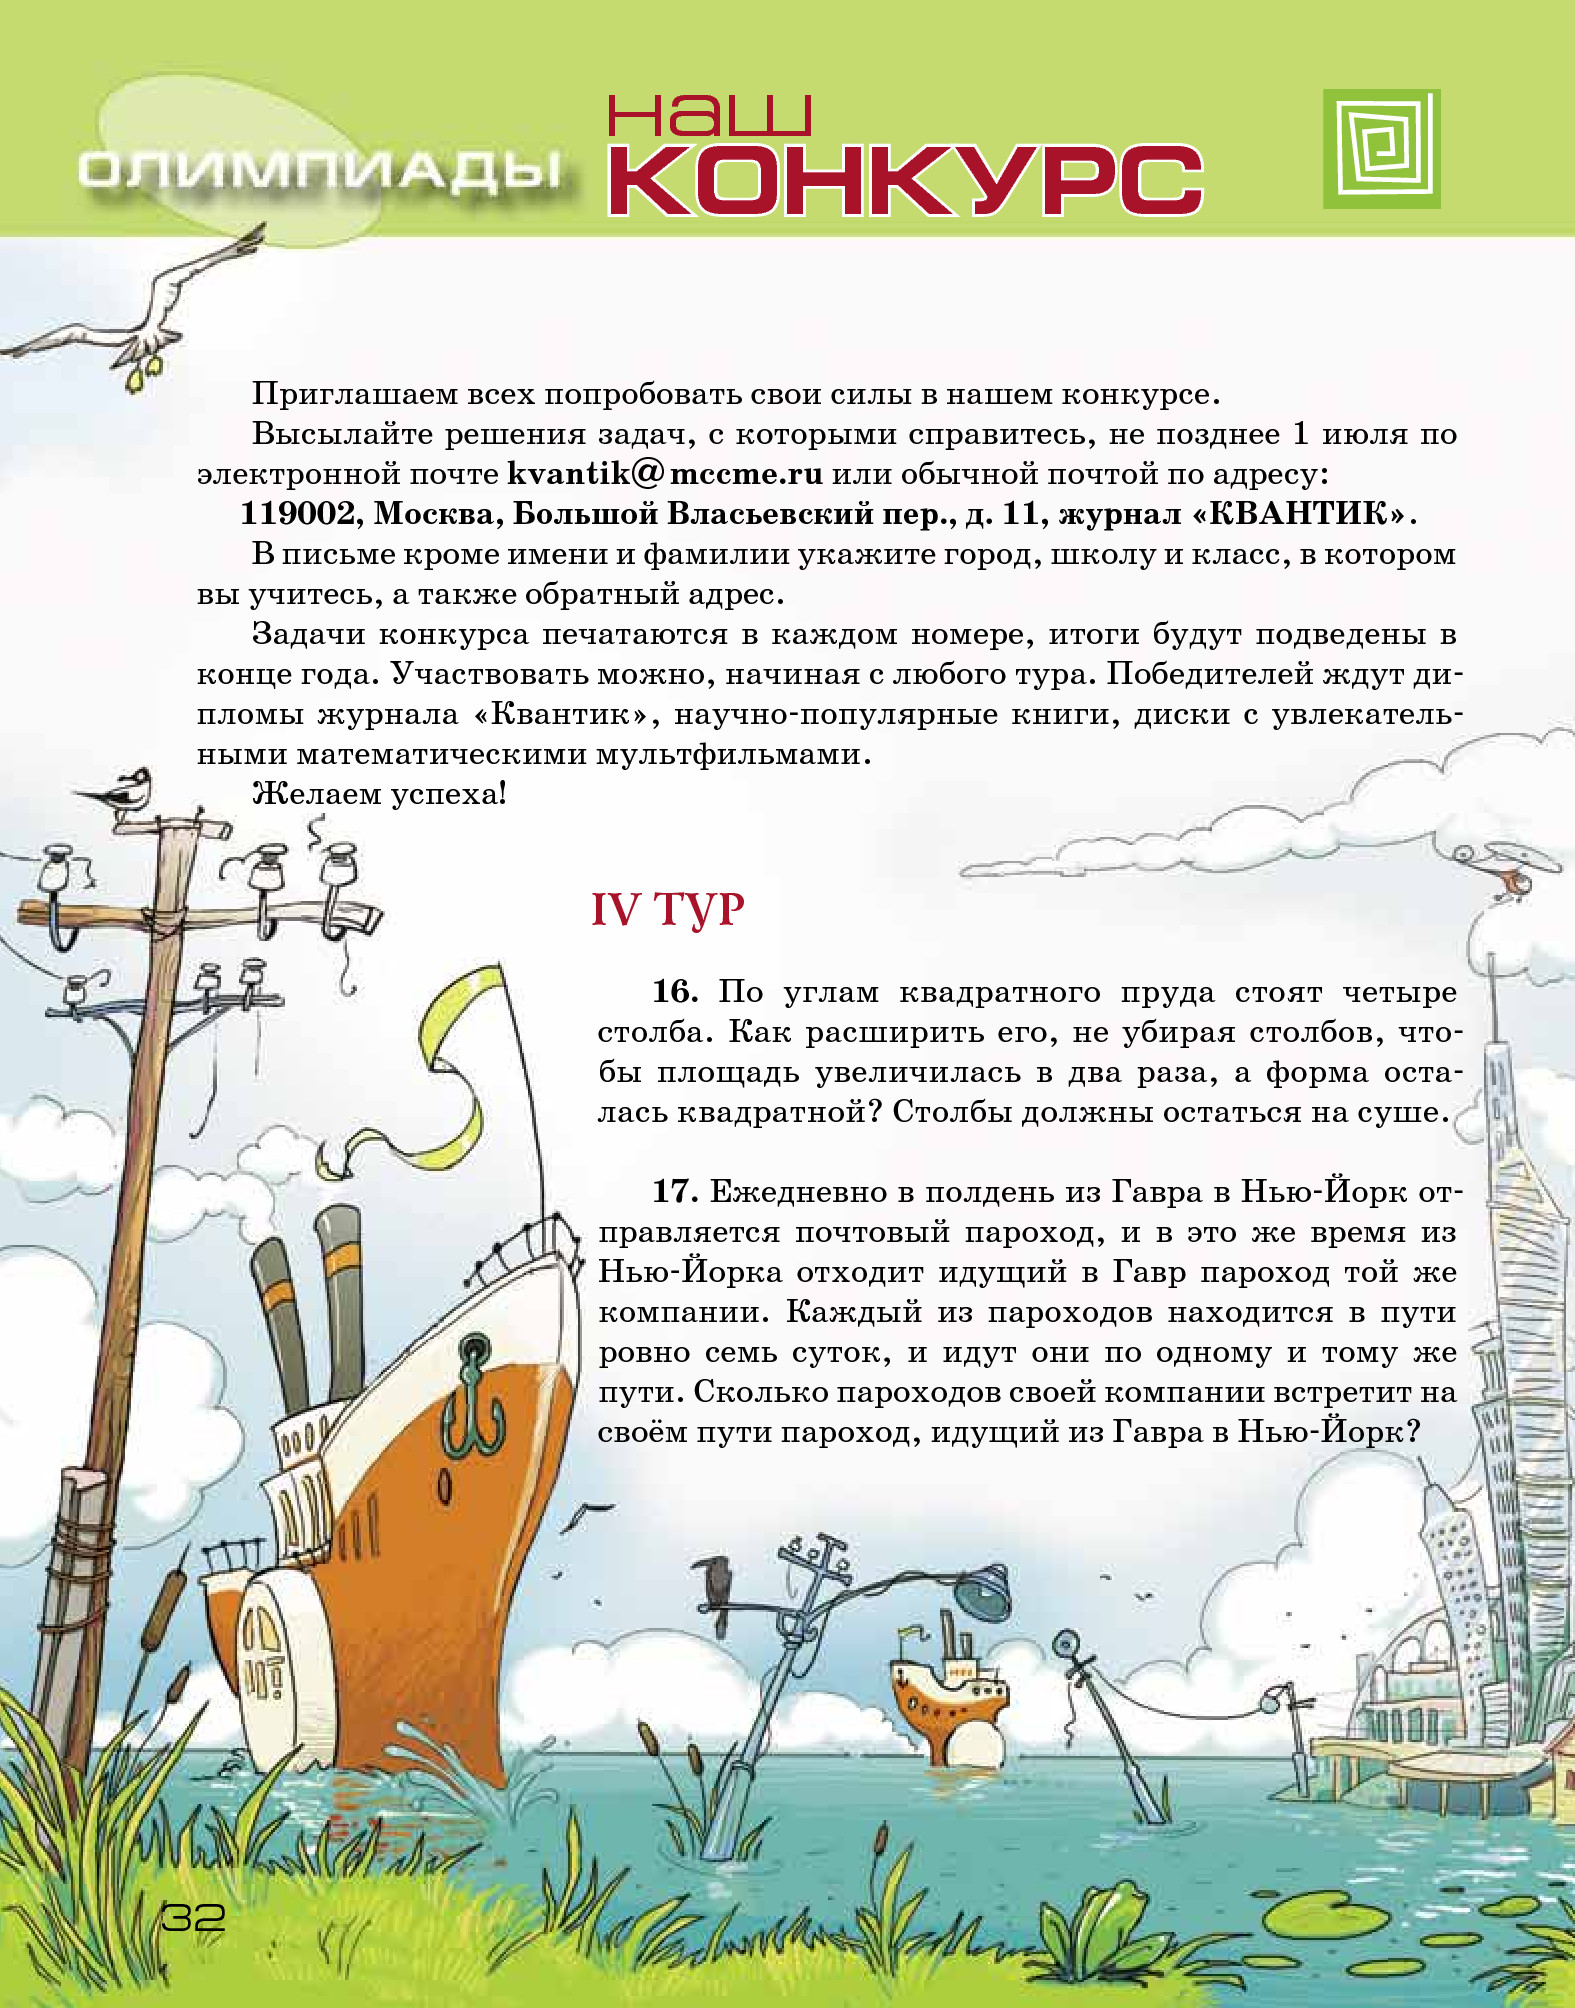 ОЛИМПИАДЫ
наш
КОНКУРС
Приглашаем всех попробовать свои силы в нашем конкурсе.
Высылайте решения задач, с которыми справитесь, не позднее 1 июля по
электронной почте kvantik@mccme.ru или обычной почтой по адресу:
119002, Москва, Большой Власьевский пер., д. 11, журнал «КВАНТИК».
В письме кроме имени и фамилии укажите город, школу и класс, в котором
вы учитесь, а также обратный адрес.
Задачи конкурса печатаются в каждом номере, итоги будут подведены в
конце года. Участвовать можно, начиная с любого тура. Победителей ждут ди-
пломы журнала «Квантик», научно-популярные книги, диски с увлекатель-
ными математическими мультфильмами.
Желаем успеха!
IV ТУР
16. По углам квадратного пруда стоят четыре
столба. Как расширить его, не убирая столбов, что-
бы площадь увеличилась в два раза, а форма оста-
лась квадратной? Столбы должны остаться на суше.
17. Ежедневно в полдень из Гавра в Нью-Йорк от-
правляется почтовый пароход, и в это же время из
Нью-Йорка отходит идущий в Гавр пароход той же
компании. Каждый из пароходов находится в пути
ровно семь суток, и идут они по одному и тому же
пути. Сколько пароходов своей компании встретит на
своём пути пароход, идущий из Гавра в Нью-Йорк?
32